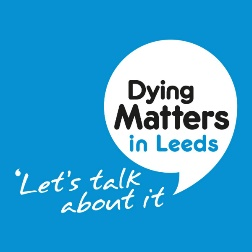 Dying
Matters
in Leeds
‘Let's talk
about it